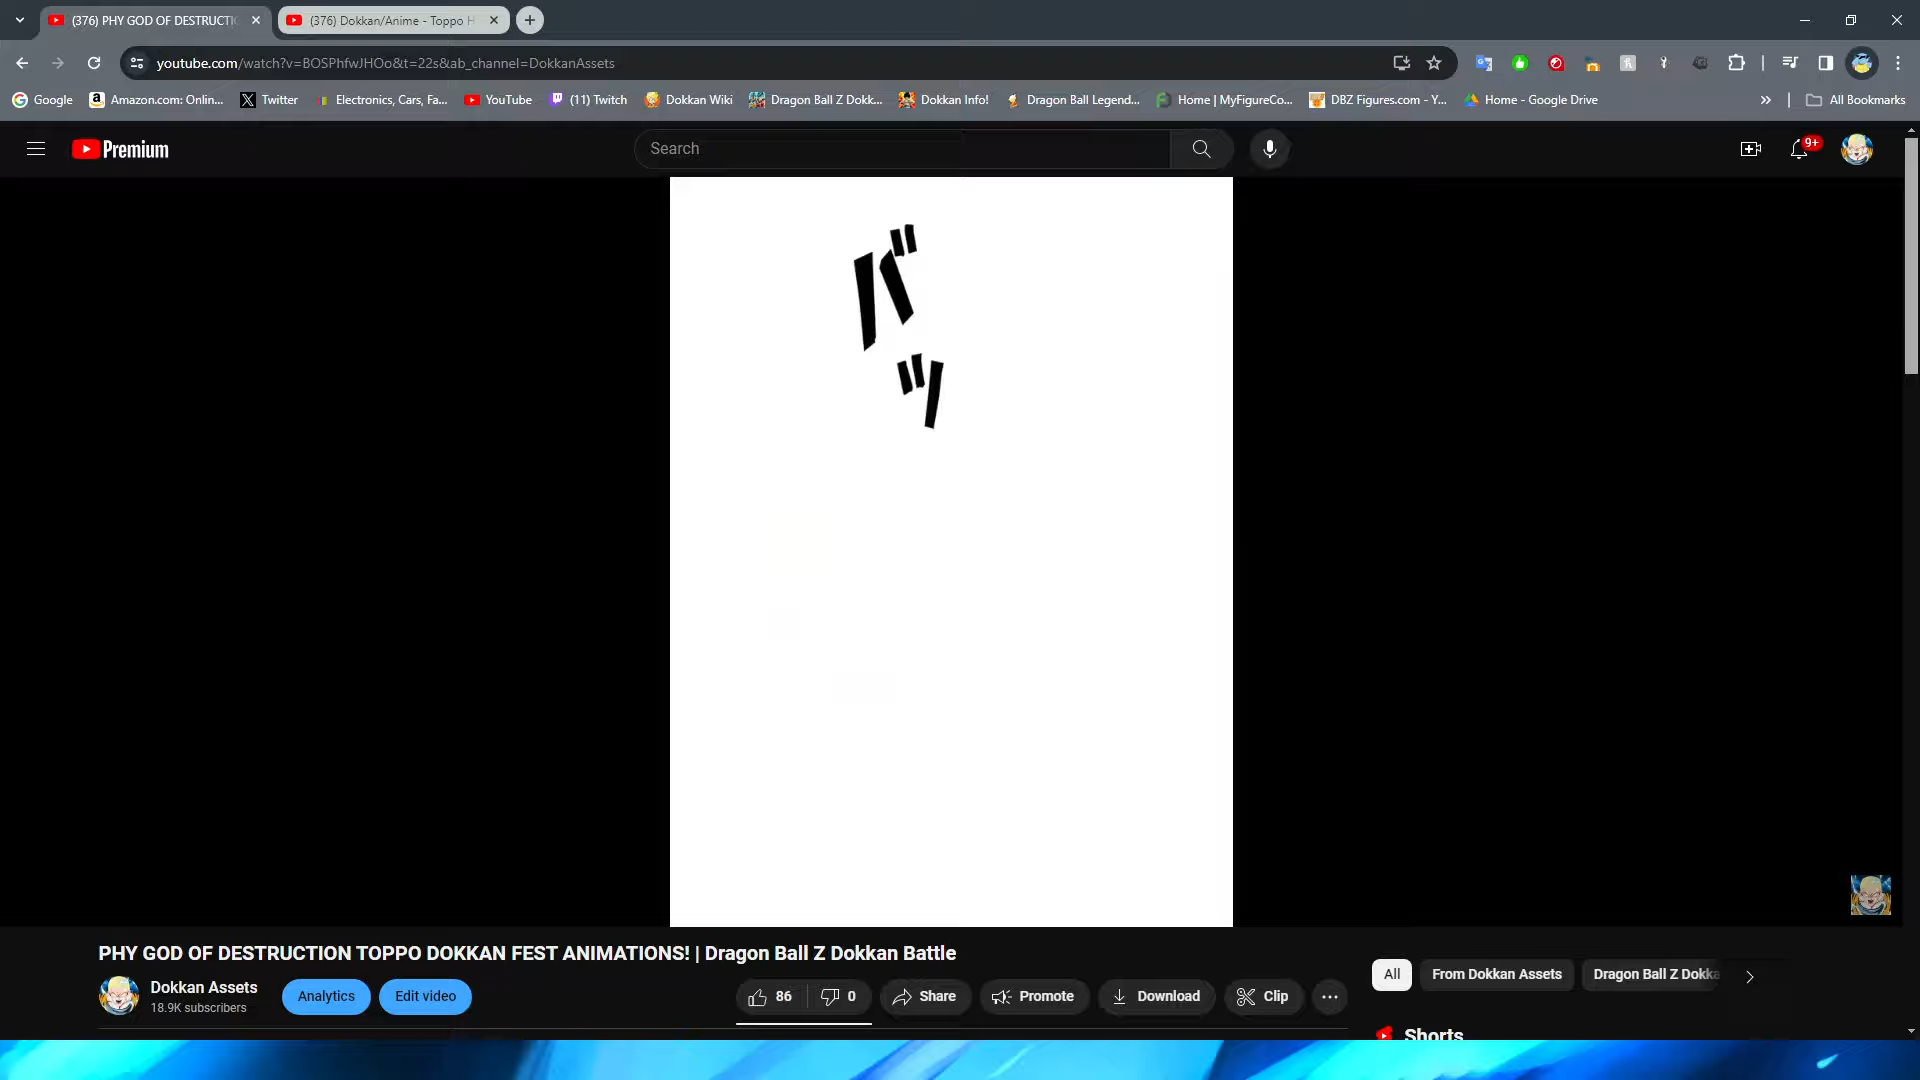 (376) PHY GOD OF DESTRUCTI
(376) Dokkan/Anime - Toppo H
youtube.com/watch?v=BOSPhfwJHOo&t=22s&ab_channel=DokkanAssets
Google
Amazon.com: Onlin...
Twitter
Electronics, Cars, Fa...
YouTube
(11) Twitch
Dokkan Wiki
Dragon Ball Z Dokk...
Dokkan Info!
Dragon Ball Legend...
Home | MyFigureCo...
DBZ Figures.com - Y...
Home - Google Drive
All Bookmarks
Premium
Search
9+
バッ
PHY GOD OF DESTRUCTION TOPPO DOKKAN FEST ANIMATIONS! | Dragon Ball Z Dokkan Battle
Dokkan Assets
18.9K subscribers
Analytics
Edit video
86
0
Share
Promote
Download
Clip
All
From Dokkan Assets
Dragon Ball Z Dokka
Shorts